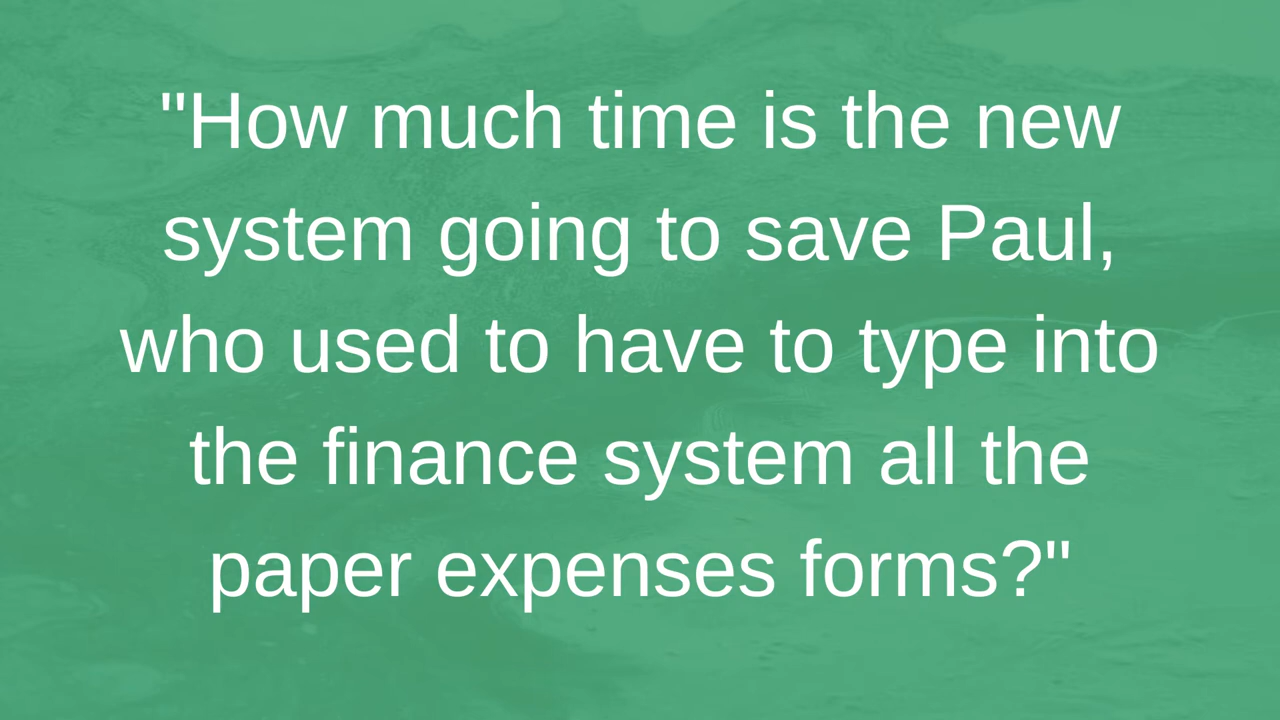 "How much time is the new
system going to save Paul,
who used to have to type into
the finance system all the
paper expenses forms?"